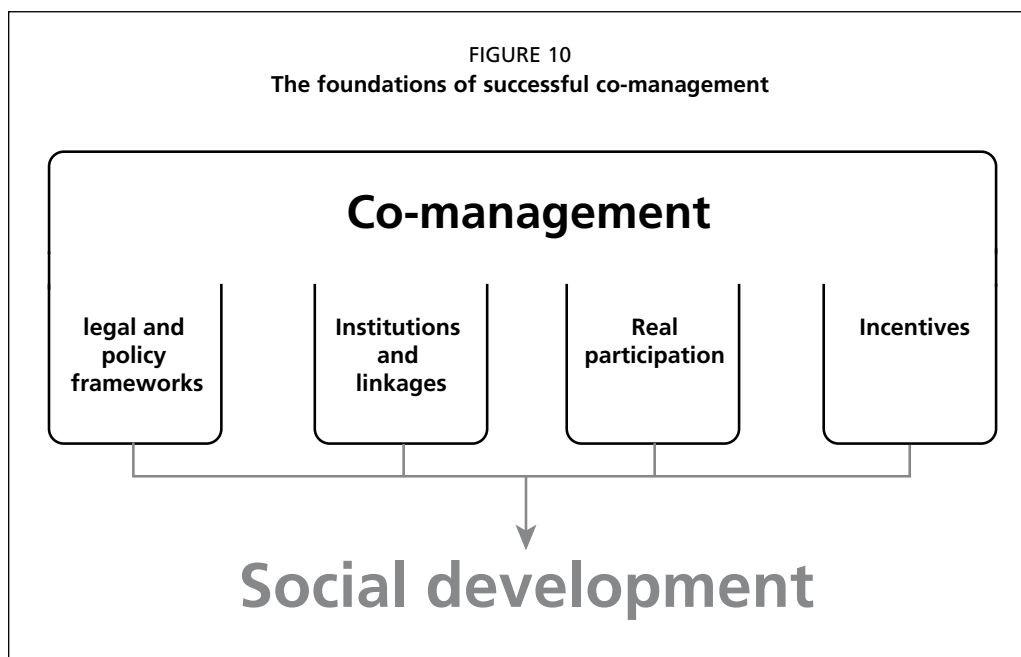 FIGURE 10
The foundations of successful co-management
Co-management
legal and
policy
frameworks
Institutions
and
linkages
Real
participation
Incentives
Social development